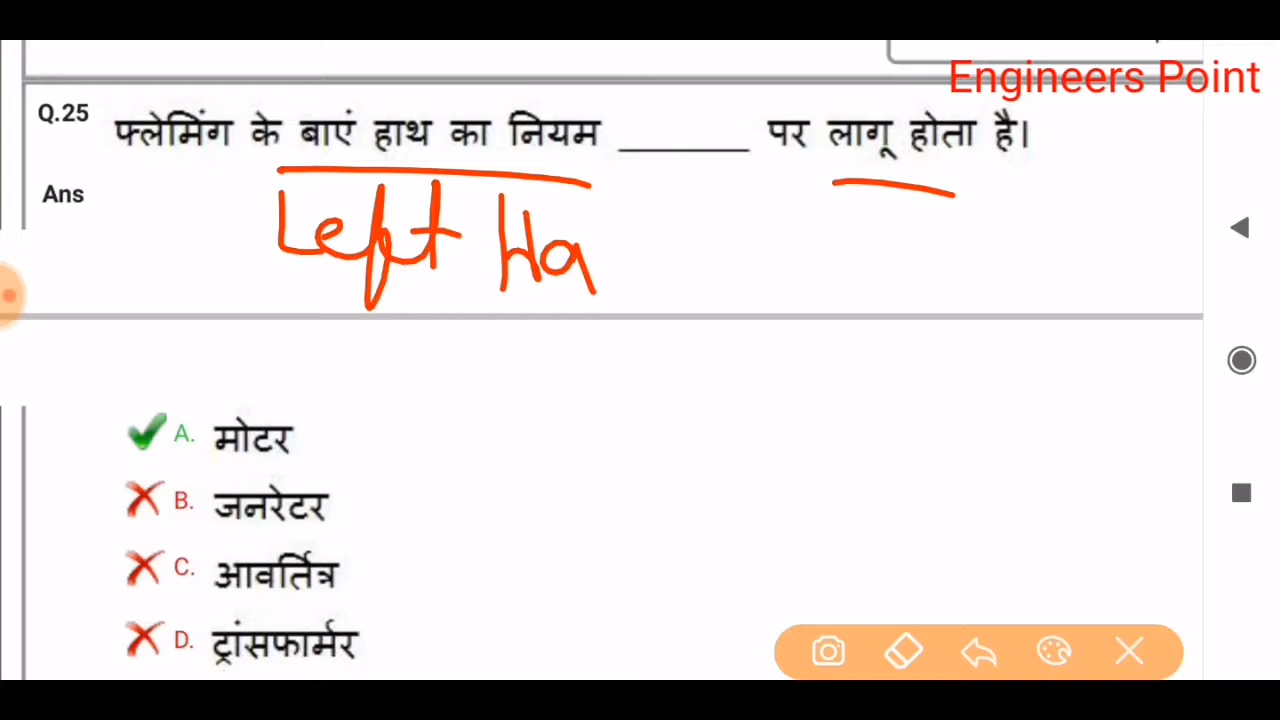 Engineers Point
Q.25 फ्लेमिंग के बाएं हाथ का नियम ________ पर लागू होता है।
Ans
Left Ha
A. मोटर
B. जनरेटर
C. आवर्तित्र
D. ट्रांसफार्मर